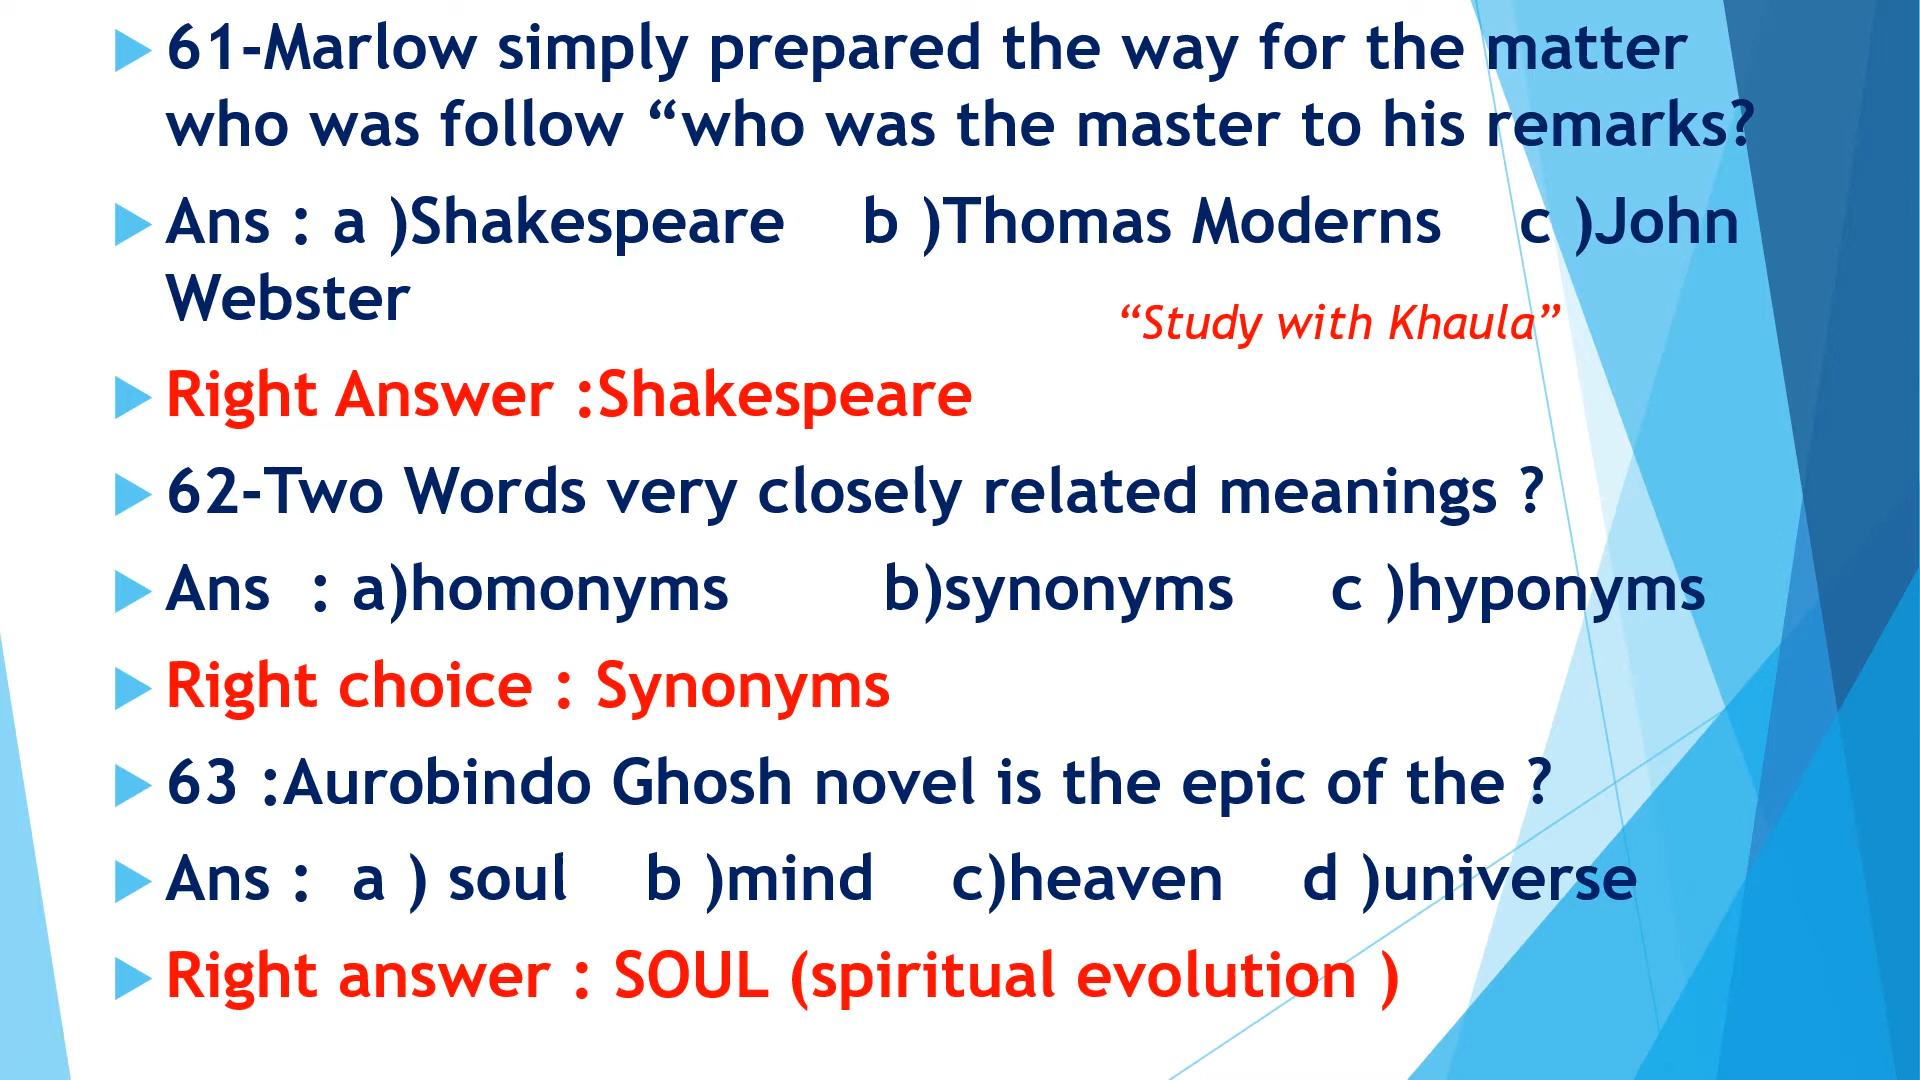 61-Marlow simply prepared the way for the matter
who was follow “who was the master to his remarks?
Ans : a )Shakespeare b )Thomas Moderns c )John
Webster
“Study with Khaula”
Right Answer :Shakespeare
62-Two Words very closely related meanings ?
Ans : a)homonyms b)synonyms c )hyponyms
Right choice : Synonyms
63 :Aurobindo Ghosh novel is the epic of the ?
Ans : a ) soul b )mind c)heaven d )universe
Right answer : SOUL (spiritual evolution )